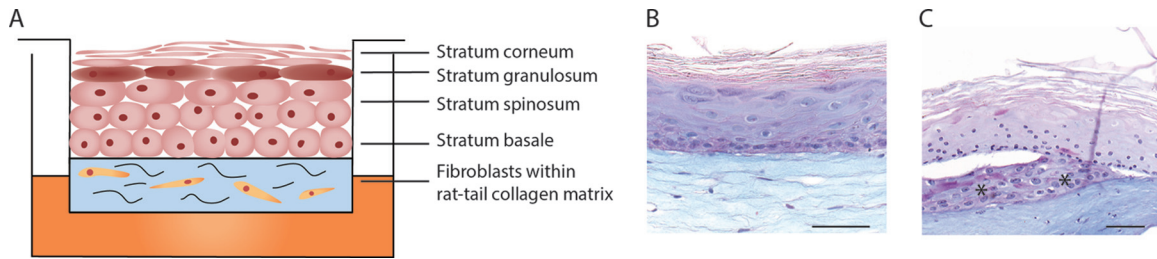 A
Stratum corneum
Stratum granulosum
Stratum spinosum
Stratum basale
Fibroblasts within
rat-tail collagen matrix
B
C
*
*